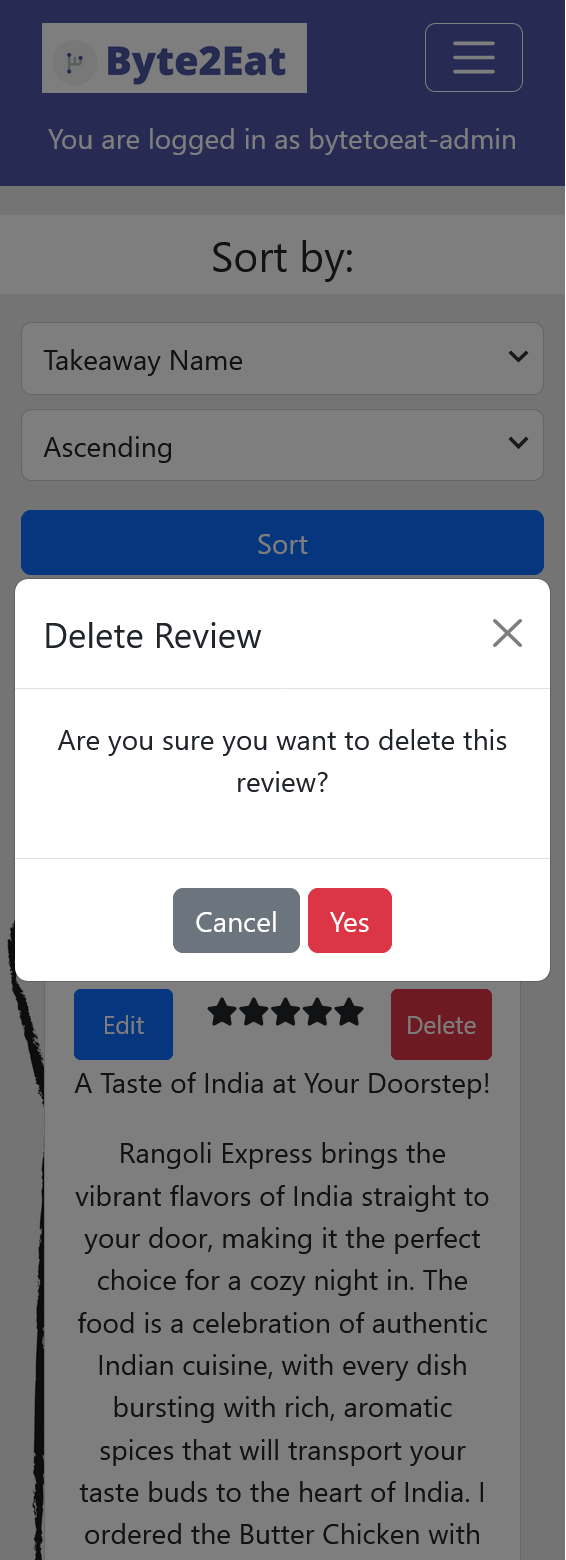 Byte2Eat
You are logged in as bytetoeat-admin
Sort by:
Takeaway Name
Ascending
Sort
Delete Review
Are you sure you want to delete this
review?
Cancel
Yes
Edit
Delete
A Taste of India at Your Doorstep!
Rangoli Express brings the
vibrant flavors of India straight to
your door, making it the perfect
choice for a cozy night in. The
food is a celebration of authentic
Indian cuisine, with every dish
bursting with rich, aromatic
spices that will transport your
taste buds to the heart of India. I
ordered the Butter Chicken with